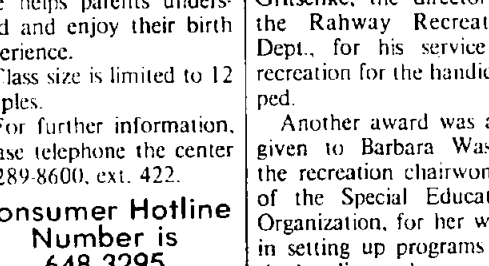 e helps parents unders-
d and enjoy their birth
erience.
lass size is limited to 12
ples.
For further information,
ase telephone the center
289-8600, ext. 422.
onsumer Hotline
Number is
648-3295
the director
the Rahway Recreat
Dept., for his service
recreation for the handic
ped.
Another award was a
given to Barbara Was
the recreation chairwon
of the Special Educat
Organization, for her w
in setting up programs